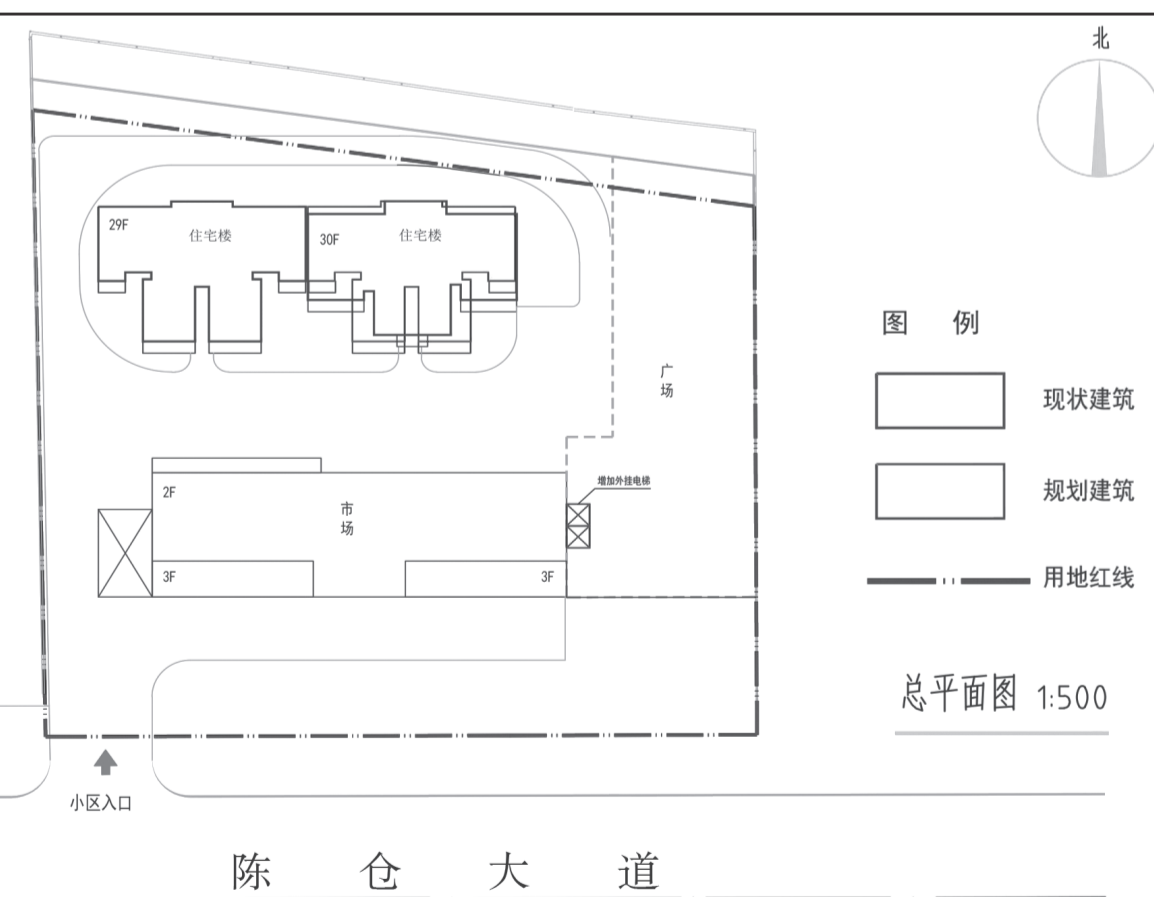 北
29F
住宅楼
30F
住宅楼
图 例
现状建筑
广场
规划建筑
增加外挂电梯
2F
市场
3F
3F
用地红线
总平面图 1:500
小区入口
陈仓大道